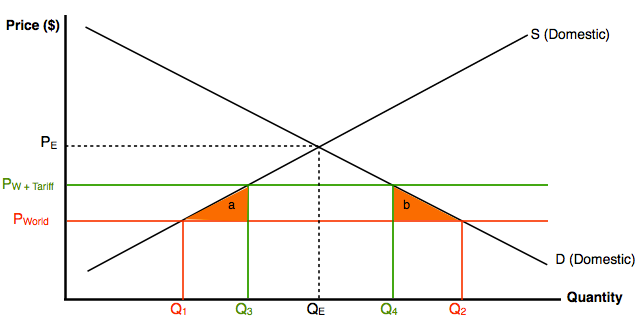 Price ($)
S (Domestic)
PE
PW + Tariff
a
b
PWorld
D (Domestic)
Quantity
Q1
Q3
QE
Q4
Q2